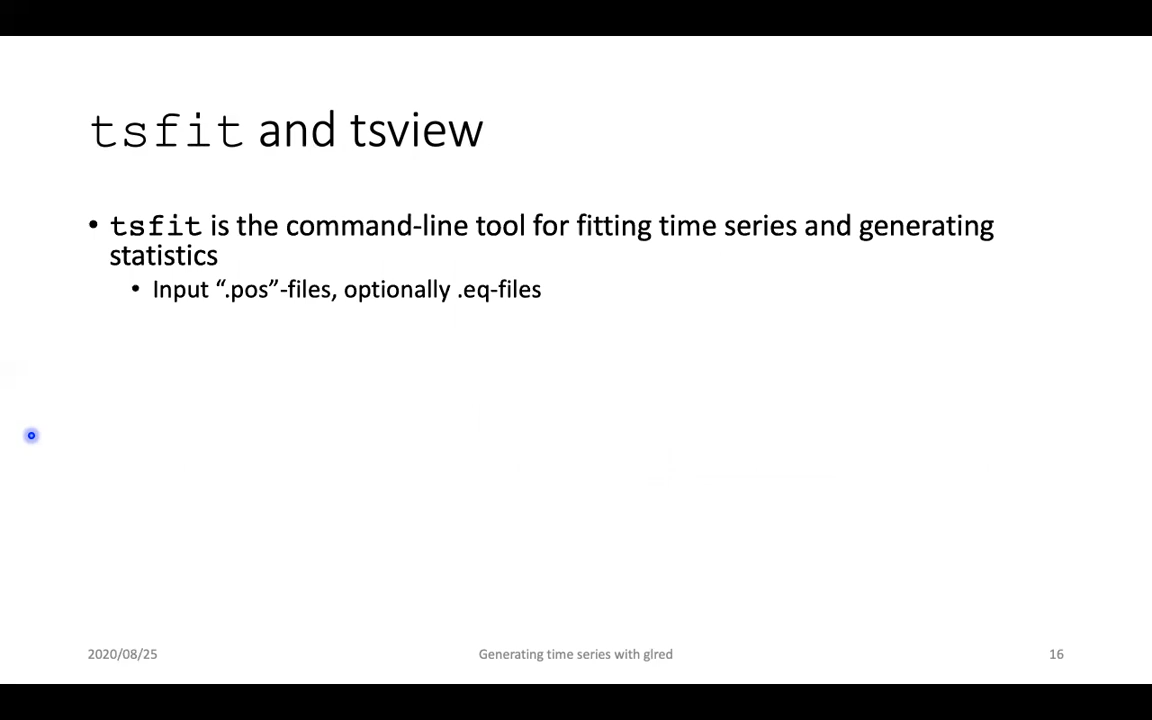 tsfit and tsview
• tsfit is the command-line tool for fitting time series and generating
statistics
• Input “.pos”-files, optionally .eq-files
2020/08/25
Generating time series with glred
16